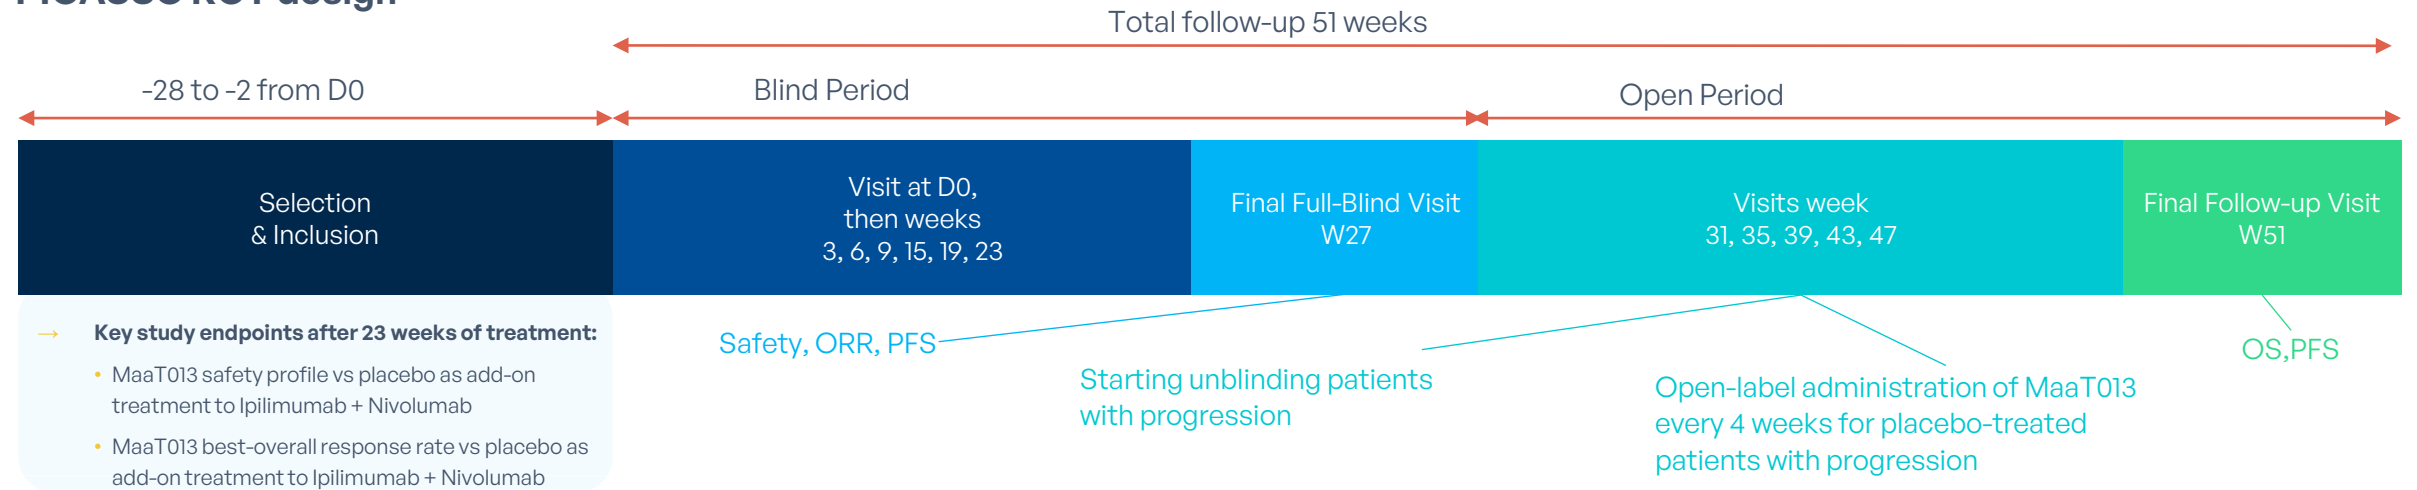 PICASSO RCT design
Total follow-up 51 weeks
-28 to -2 from D0
Blind Period
Open Period
Selection
& Inclusion
Visit at D0,
then weeks
3, 6, 9, 15, 19, 23
Final Full-Blind Visit
W27
Visits week
31, 35, 39, 43, 47
Final Follow-up Visit
W51
→ Key study endpoints after 23 weeks of treatment:
• MaaT013 safety profile vs placebo as add-on
treatment to Ipilimumab + Nivolumab
• MaaT013 best-overall response rate vs placebo as
add-on treatment to Ipilimumab + Nivolumab
Safety, ORR, PFS
Starting unblinding patients
with progression
Open-label administration of MaaT013
every 4 weeks for placebo-treated
patients with progression
OS,PFS